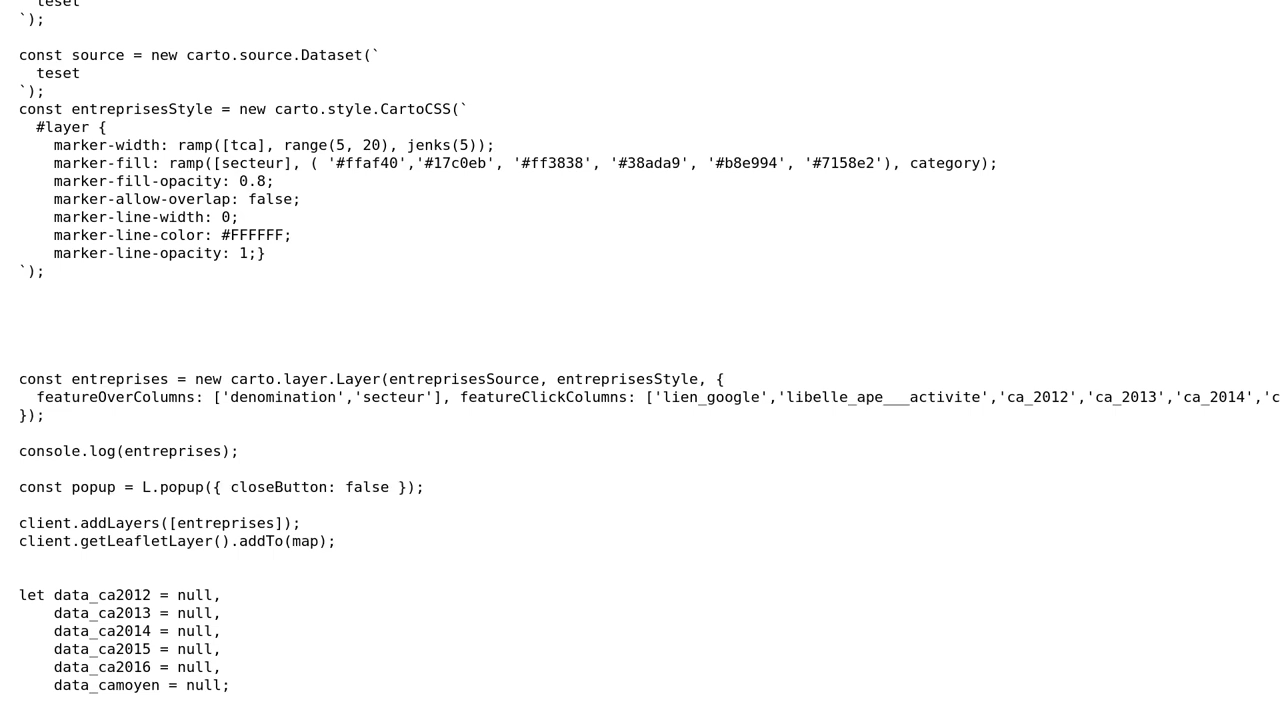 teset
`);
const source = new carto.source.Dataset(`
  teset
`);
const entreprisesStyle = new carto.style.CartoCSS(`
  #layer {
    marker-width: ramp([tca], range(5, 20), jenks(5));
    marker-fill: ramp([secteur], ( '#ffaf40','#17c0eb', '#ff3838', '#38ada9', '#b8e994', '#7158e2'), category);
    marker-fill-opacity: 0.8;
    marker-allow-overlap: false;
    marker-line-width: 0;
    marker-line-color: #FFFFFF;
    marker-line-opacity: 1;}
`);
const entreprises = new carto.layer.Layer(entreprisesSource, entreprisesStyle, {
  featureOverColumns: ['denomination','secteur'], featureClickColumns: ['lien_google','libelle_ape___activite','ca_2012','ca_2013','ca_2014','c
});
console.log(entreprises);
const popup = L.popup({ closeButton: false });
client.addLayers([entreprises]);
client.getLeafletLayer().addTo(map);
let data_ca2012 = null,
    data_ca2013 = null,
    data_ca2014 = null,
    data_ca2015 = null,
    data_ca2016 = null,
    data_camoyen = null;